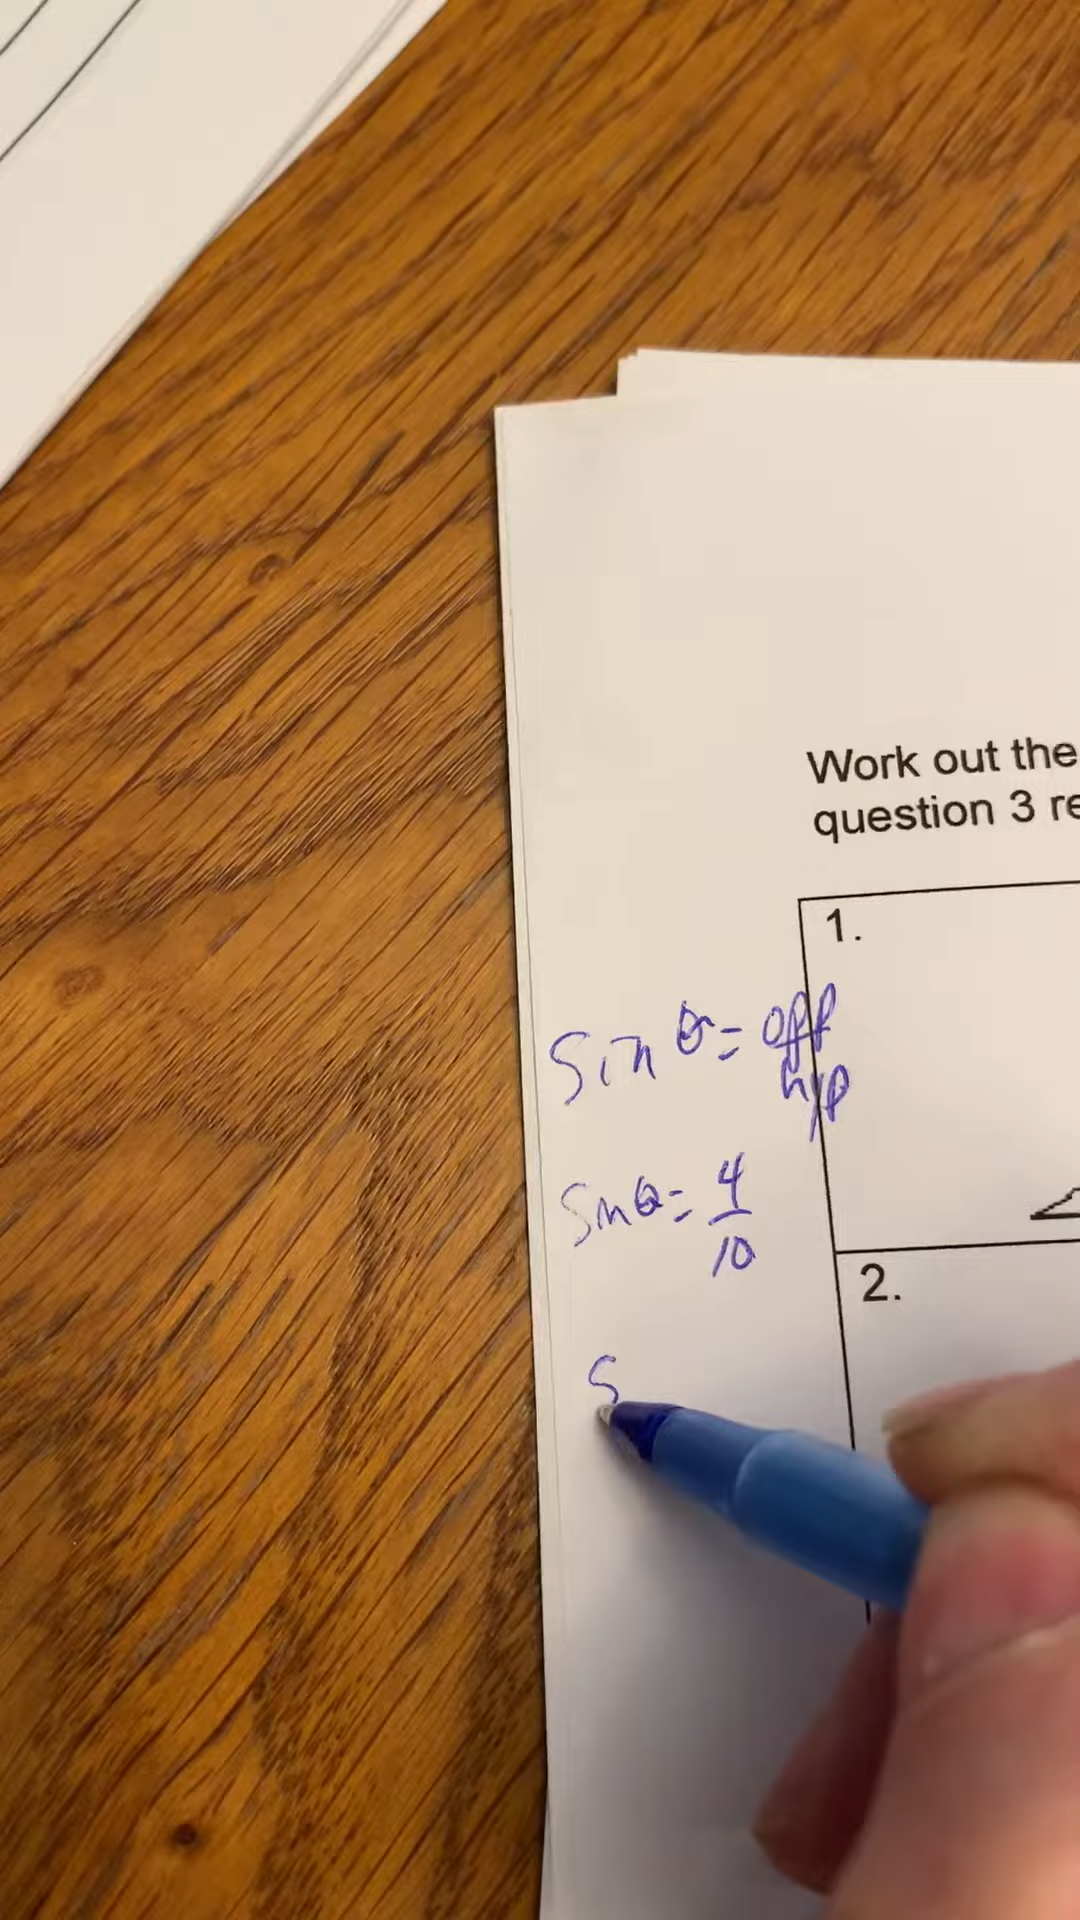 Work out the
question 3 re
1.
Sin θ = opp
hyp
Sin θ = 4
10
2.
S